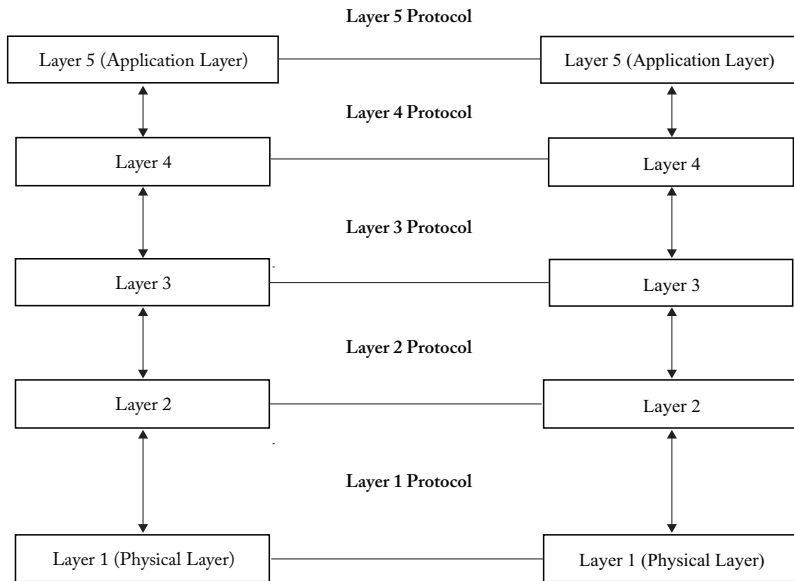 Layer 5 Protocol
Layer 5 (Application Layer)
Layer 5 (Application Layer)
Layer 4 Protocol
Layer 4
Layer 4
Layer 3 Protocol
Layer 3
Layer 3
Layer 2 Protocol
Layer 2
Layer 2
Layer 1 Protocol
Layer 1 (Physical Layer)
Layer 1 (Physical Layer)